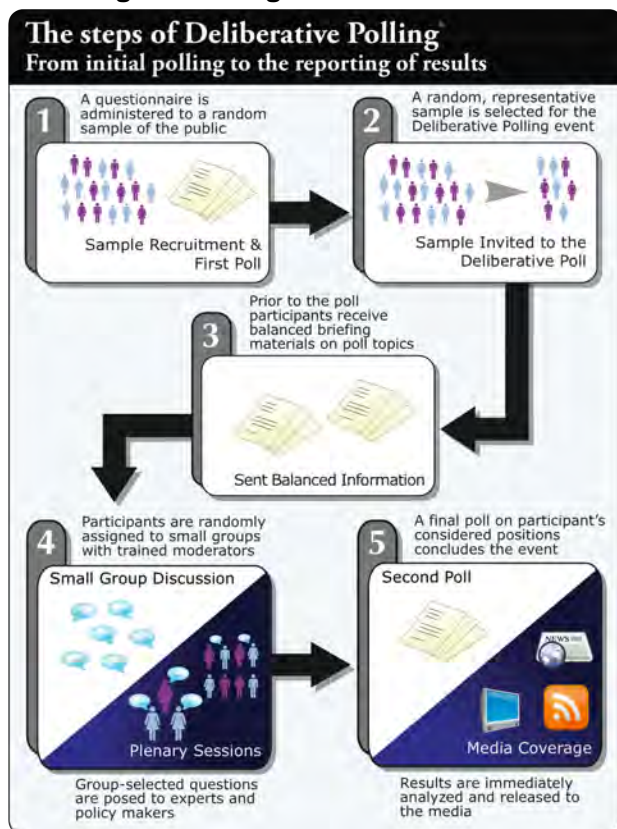 The steps of Deliberative Polling®
From initial polling to the reporting of results
1
A questionnaire is
administered to a random
sample of the public
Sample Recruitment &
First Poll
2
A random, representative
sample is selected for the
Deliberative Polling event
Sample Invited to the
Deliberative Poll
3
Prior to the poll
participants receive
balanced briefing
materials on poll topics
Sent Balanced Information
4
Participants are randomly
assigned to small groups
with trained moderators
Small Group Discussion
Plenary Sessions
Group-selected questions
are posed to experts and
policy makers
5
A final poll on participant's
considered positions
concludes the event
Second Poll
NEWS
Media Coverage
Results are immediately
analyzed and released to
the media